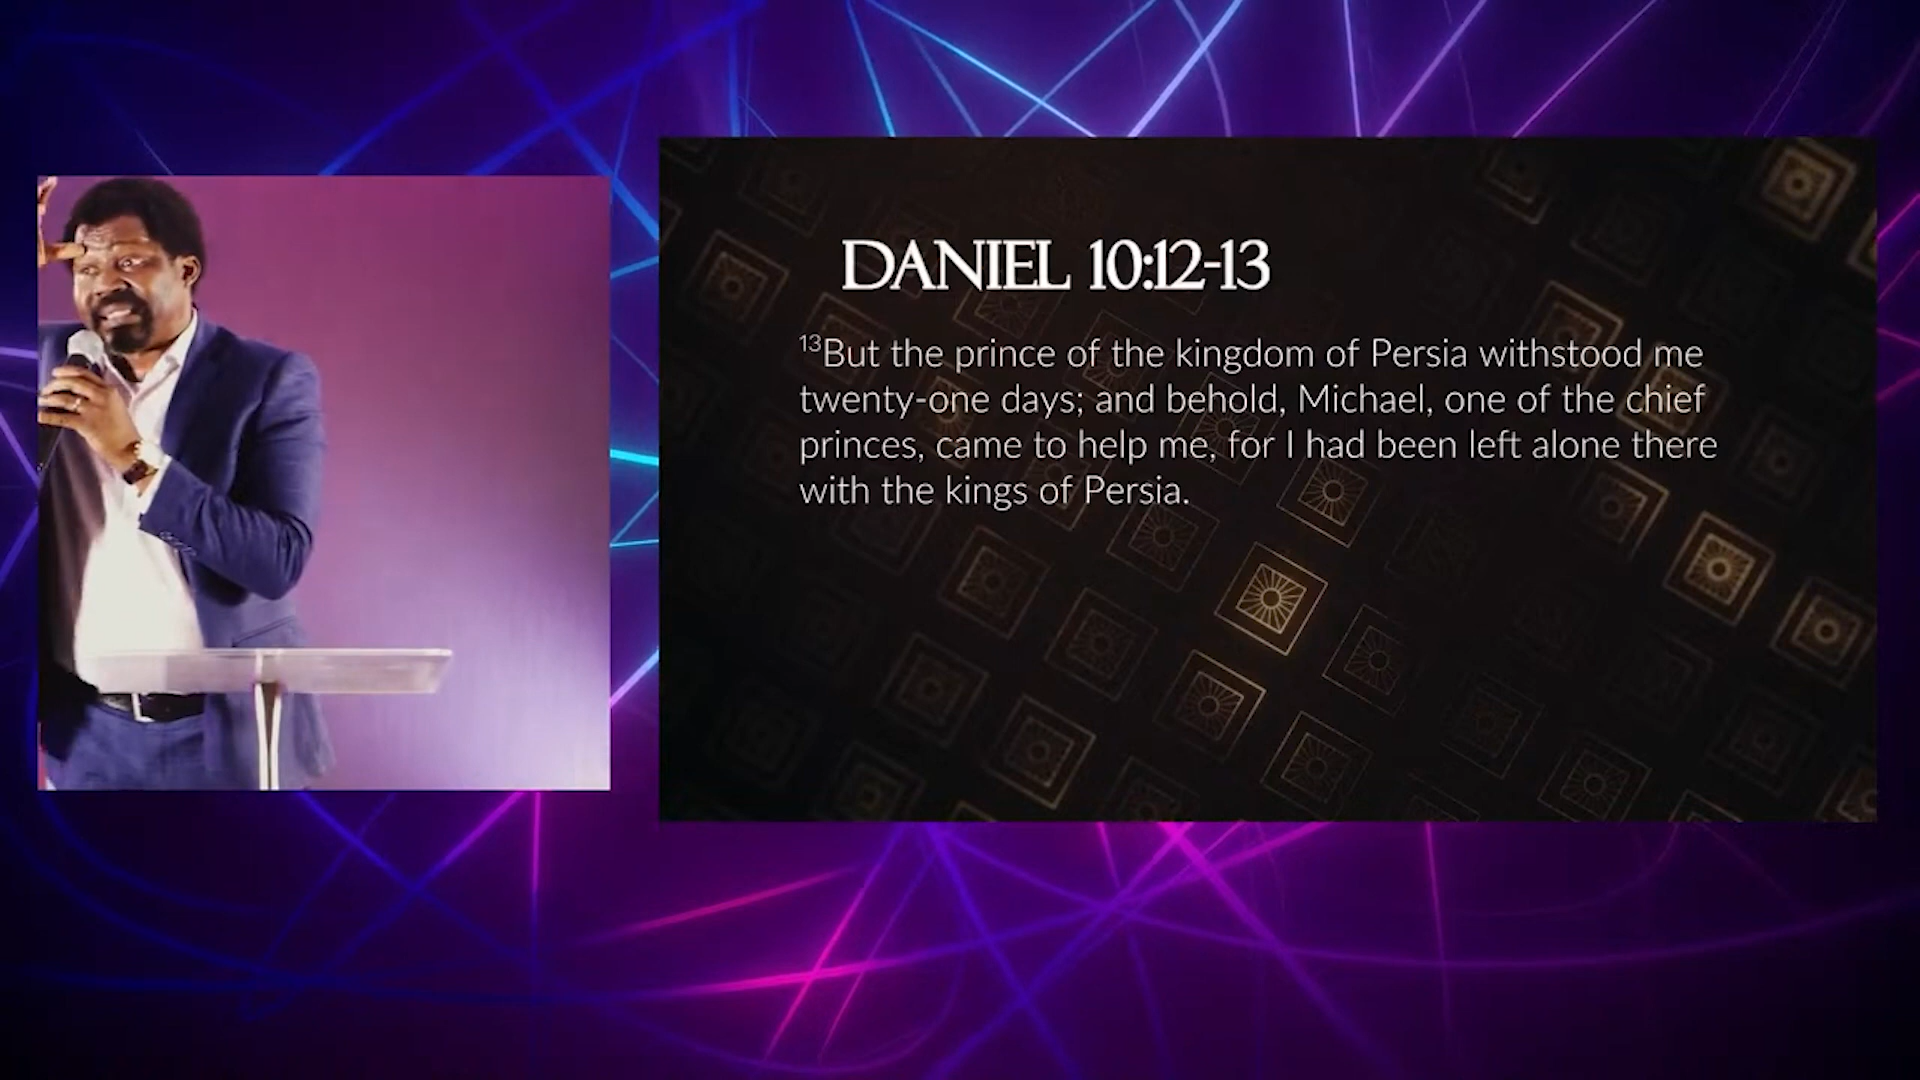 DANIEL 10:12-13
¹³But the prince of the kingdom of Persia withstood me
twenty-one days; and behold, Michael, one of the chief
princes, came to help me, for I had been left alone there
with the kings of Persia.